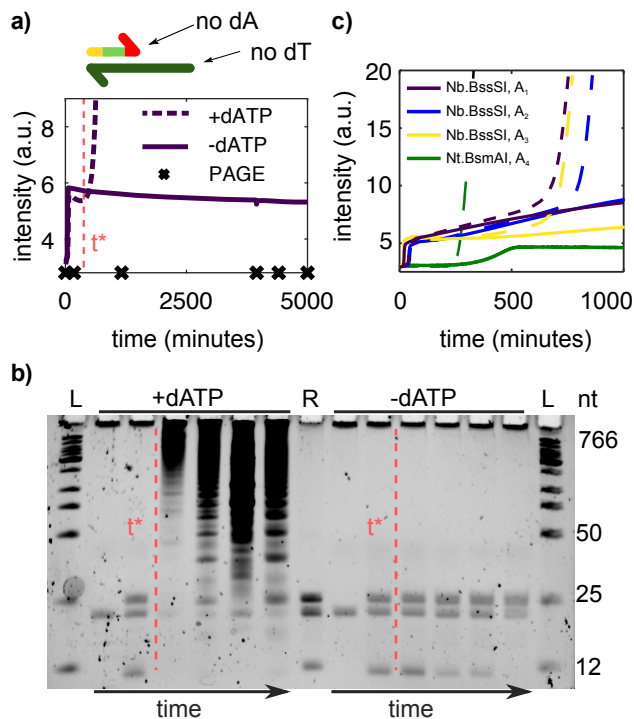 a)
no dA
no dT
intensity (a.u.)
8
6
4
+dATP
-dATP
PAGE
t*
0
2500
5000
time (minutes)
c)
intensity (a.u.)
20
15
10
5
Nb.BssSI, A₁
Nb.BssSI, A₂
Nb.BssSI, A₃
Nt.BsmAI, A₄
0
500
1000
time (minutes)
b)
L +dATP R -dATP L nt
766
t* t*
50
25
12
time time